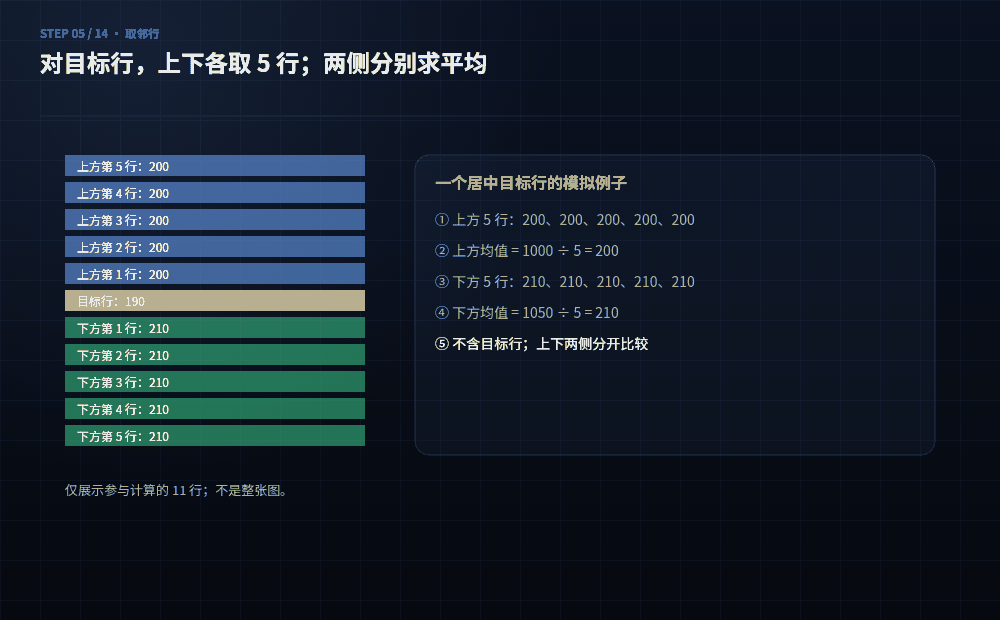 STEP 05 / 14 · 取邻行
对目标行，上下各取 5 行；两侧分别求平均
上方第 5 行：200
上方第 4 行：200
上方第 3 行：200
上方第 2 行：200
上方第 1 行：200
目标行：190
下方第 1 行：210
下方第 2 行：210
下方第 3 行：210
下方第 4 行：210
下方第 5 行：210
一个居中目标行的模拟例子
① 上方 5 行：200、200、200、200、200
② 上方均值 = 1000 ÷ 5 = 200
③ 下方 5 行：210、210、210、210、210
④ 下方均值 = 1050 ÷ 5 = 210
⑤ 不含目标行；上下两侧分开比较
仅展示参与计算的 11 行；不是整张图。